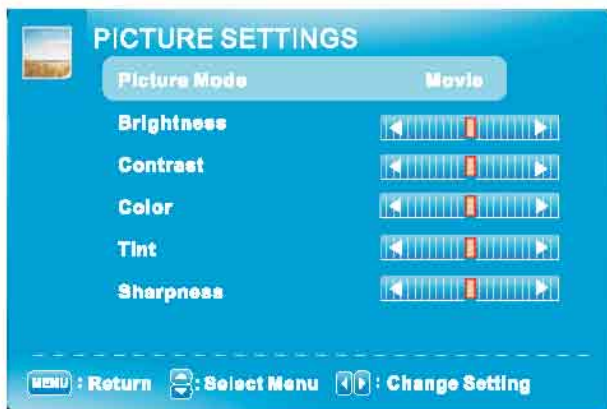 PICTURE SETTINGS
Picture Mode Movie
Brightness
Contrast
Color
Tint
Sharpness
MENU : Return : Select Menu : Change Setting